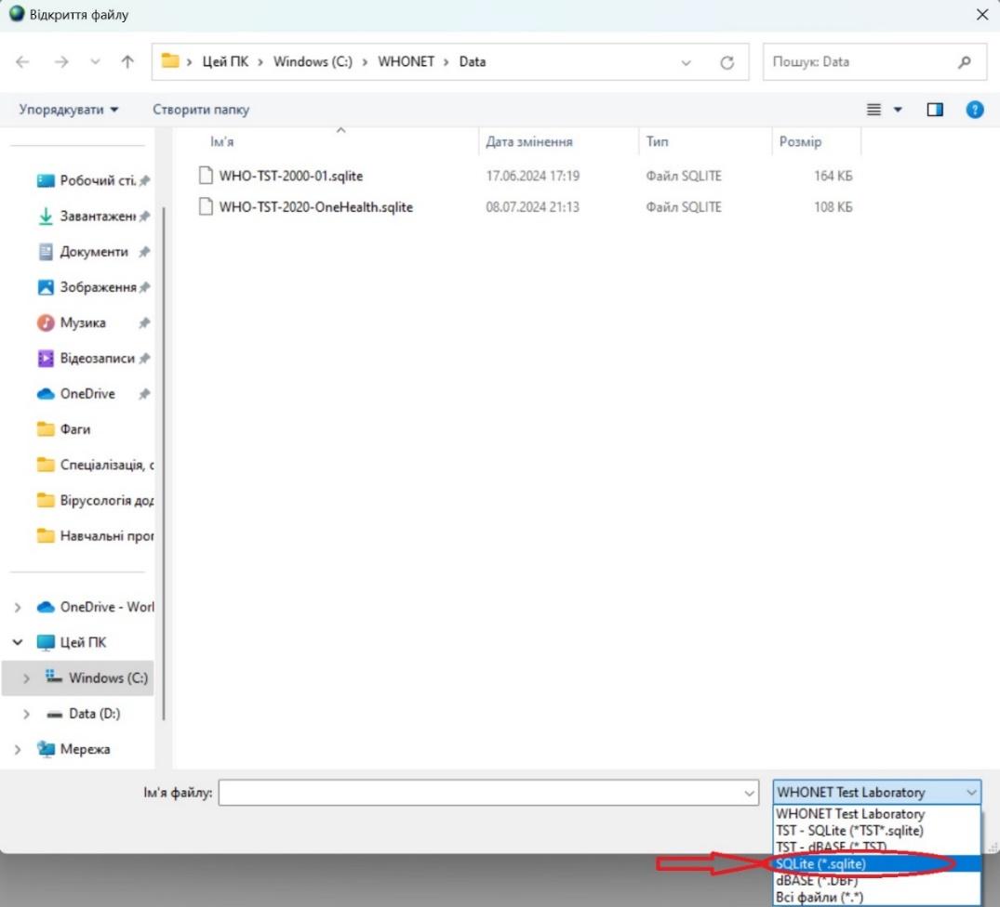 Відкриття файлу
Цей ПК > Windows (C:) > WHONET > Data
Пошук: Data
Упорядкувати
Створити папку
Ім'я Дата змінення Тип Розмір
WHO-TST-2000-01.sqlite 17.06.2024 17:19 Файл SQLITE 164 КБ
WHO-TST-2020-OneHealth.sqlite 08.07.2024 21:13 Файл SQLITE 108 КБ
Робочий сті.
Завантажен
Документи
Зображення
Музика
Відеозаписи
OneDrive
Фаги
Спеціалізація, с
Вірусологія дод
Навчальні прог
OneDrive - Worl
Цей ПК
Windows (C:)
Data (D:)
Мережа
Ім'я файлу:
WHONET Test Laboratory
WHONET Test Laboratory
TST - SQLite (*TST*.sqlite)
TST - dBASE (*.TST)
SQLite (*.sqlite)
dBASE (*.DBF)
Всі файли (*.*)